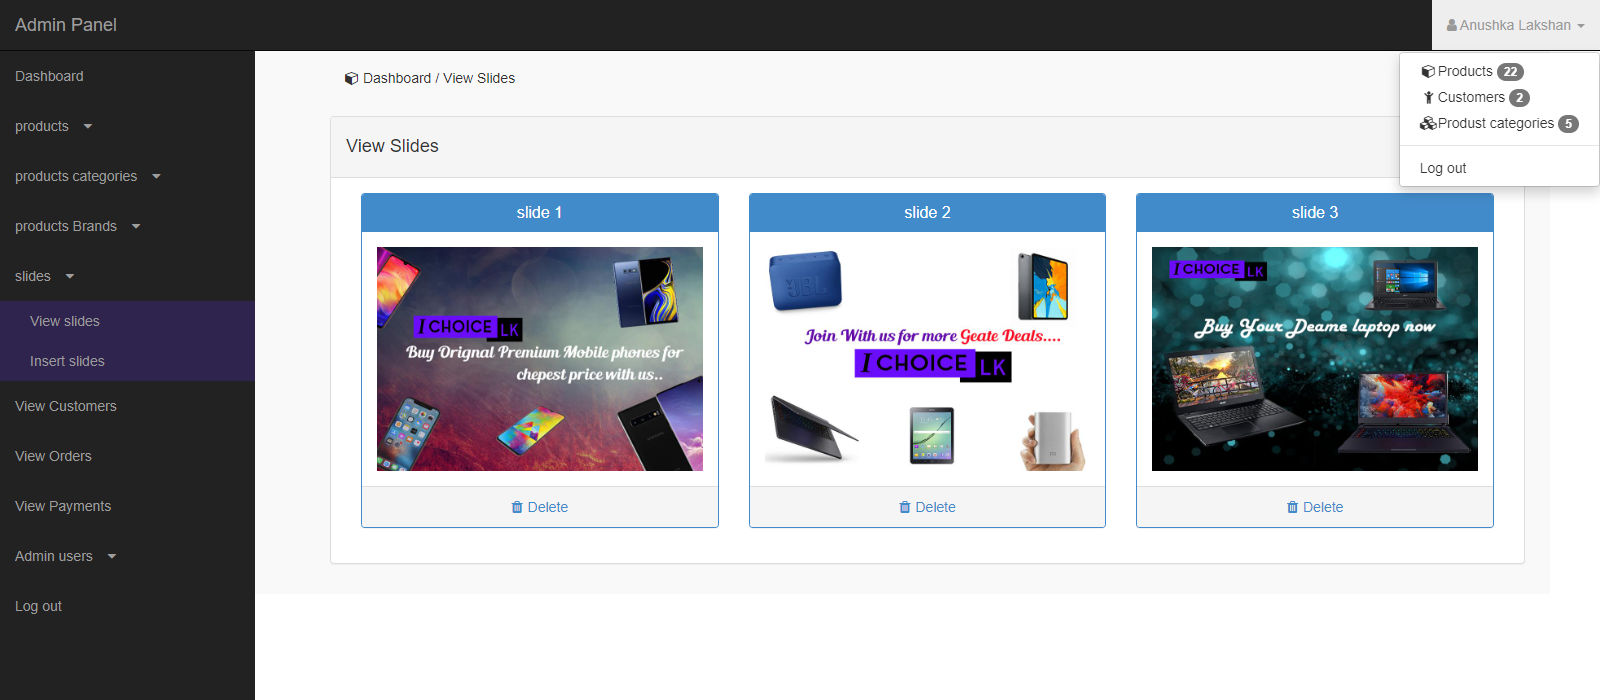 Admin Panel
Anushka Lakshan
Products 22
Customers 2
Produst categories 5
Log out
Dashboard
products
products categories
products Brands
slides
View slides
Insert slides
View Customers
View Orders
View Payments
Admin users
Log out
Dashboard / View Slides
View Slides
slide 1
I CHOICE LK
Buy Orignal Premium Mobile phones for
chepest price with us..
Delete
slide 2
JBL
Join With us for more Geate Deals....
I CHOICE LK
Delete
slide 3
I CHOICE LK
Buy Your Deame laptop now
Delete